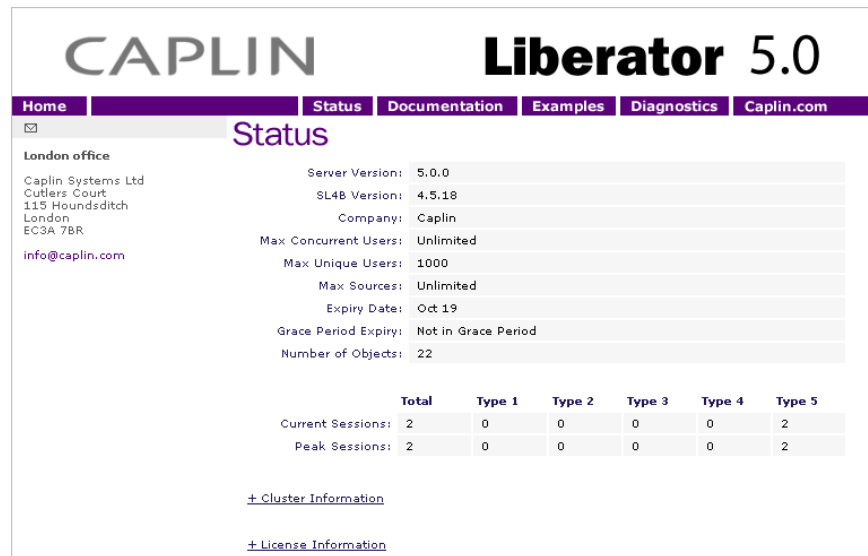 CAPLIN Liberator 5.0
Home Status Documentation Examples Diagnostics Caplin.com
Status
London office
Caplin Systems Ltd
Cutlers Court
115 Houndsditch
London
EC3A 7BR
info@caplin.com
Server Version: 5.0.0
SL4B Version: 4.5.18
Company: Caplin
Max Concurrent Users: Unlimited
Max Unique Users: 1000
Max Sources: Unlimited
Expiry Date: Oct 19
Grace Period Expiry: Not in Grace Period
Number of Objects: 22
Total Type 1 Type 2 Type 3 Type 4 Type 5
Current Sessions: 2 0 0 0 0 2
Peak Sessions: 2 0 0 0 0 2
+ Cluster Information
+ License Information